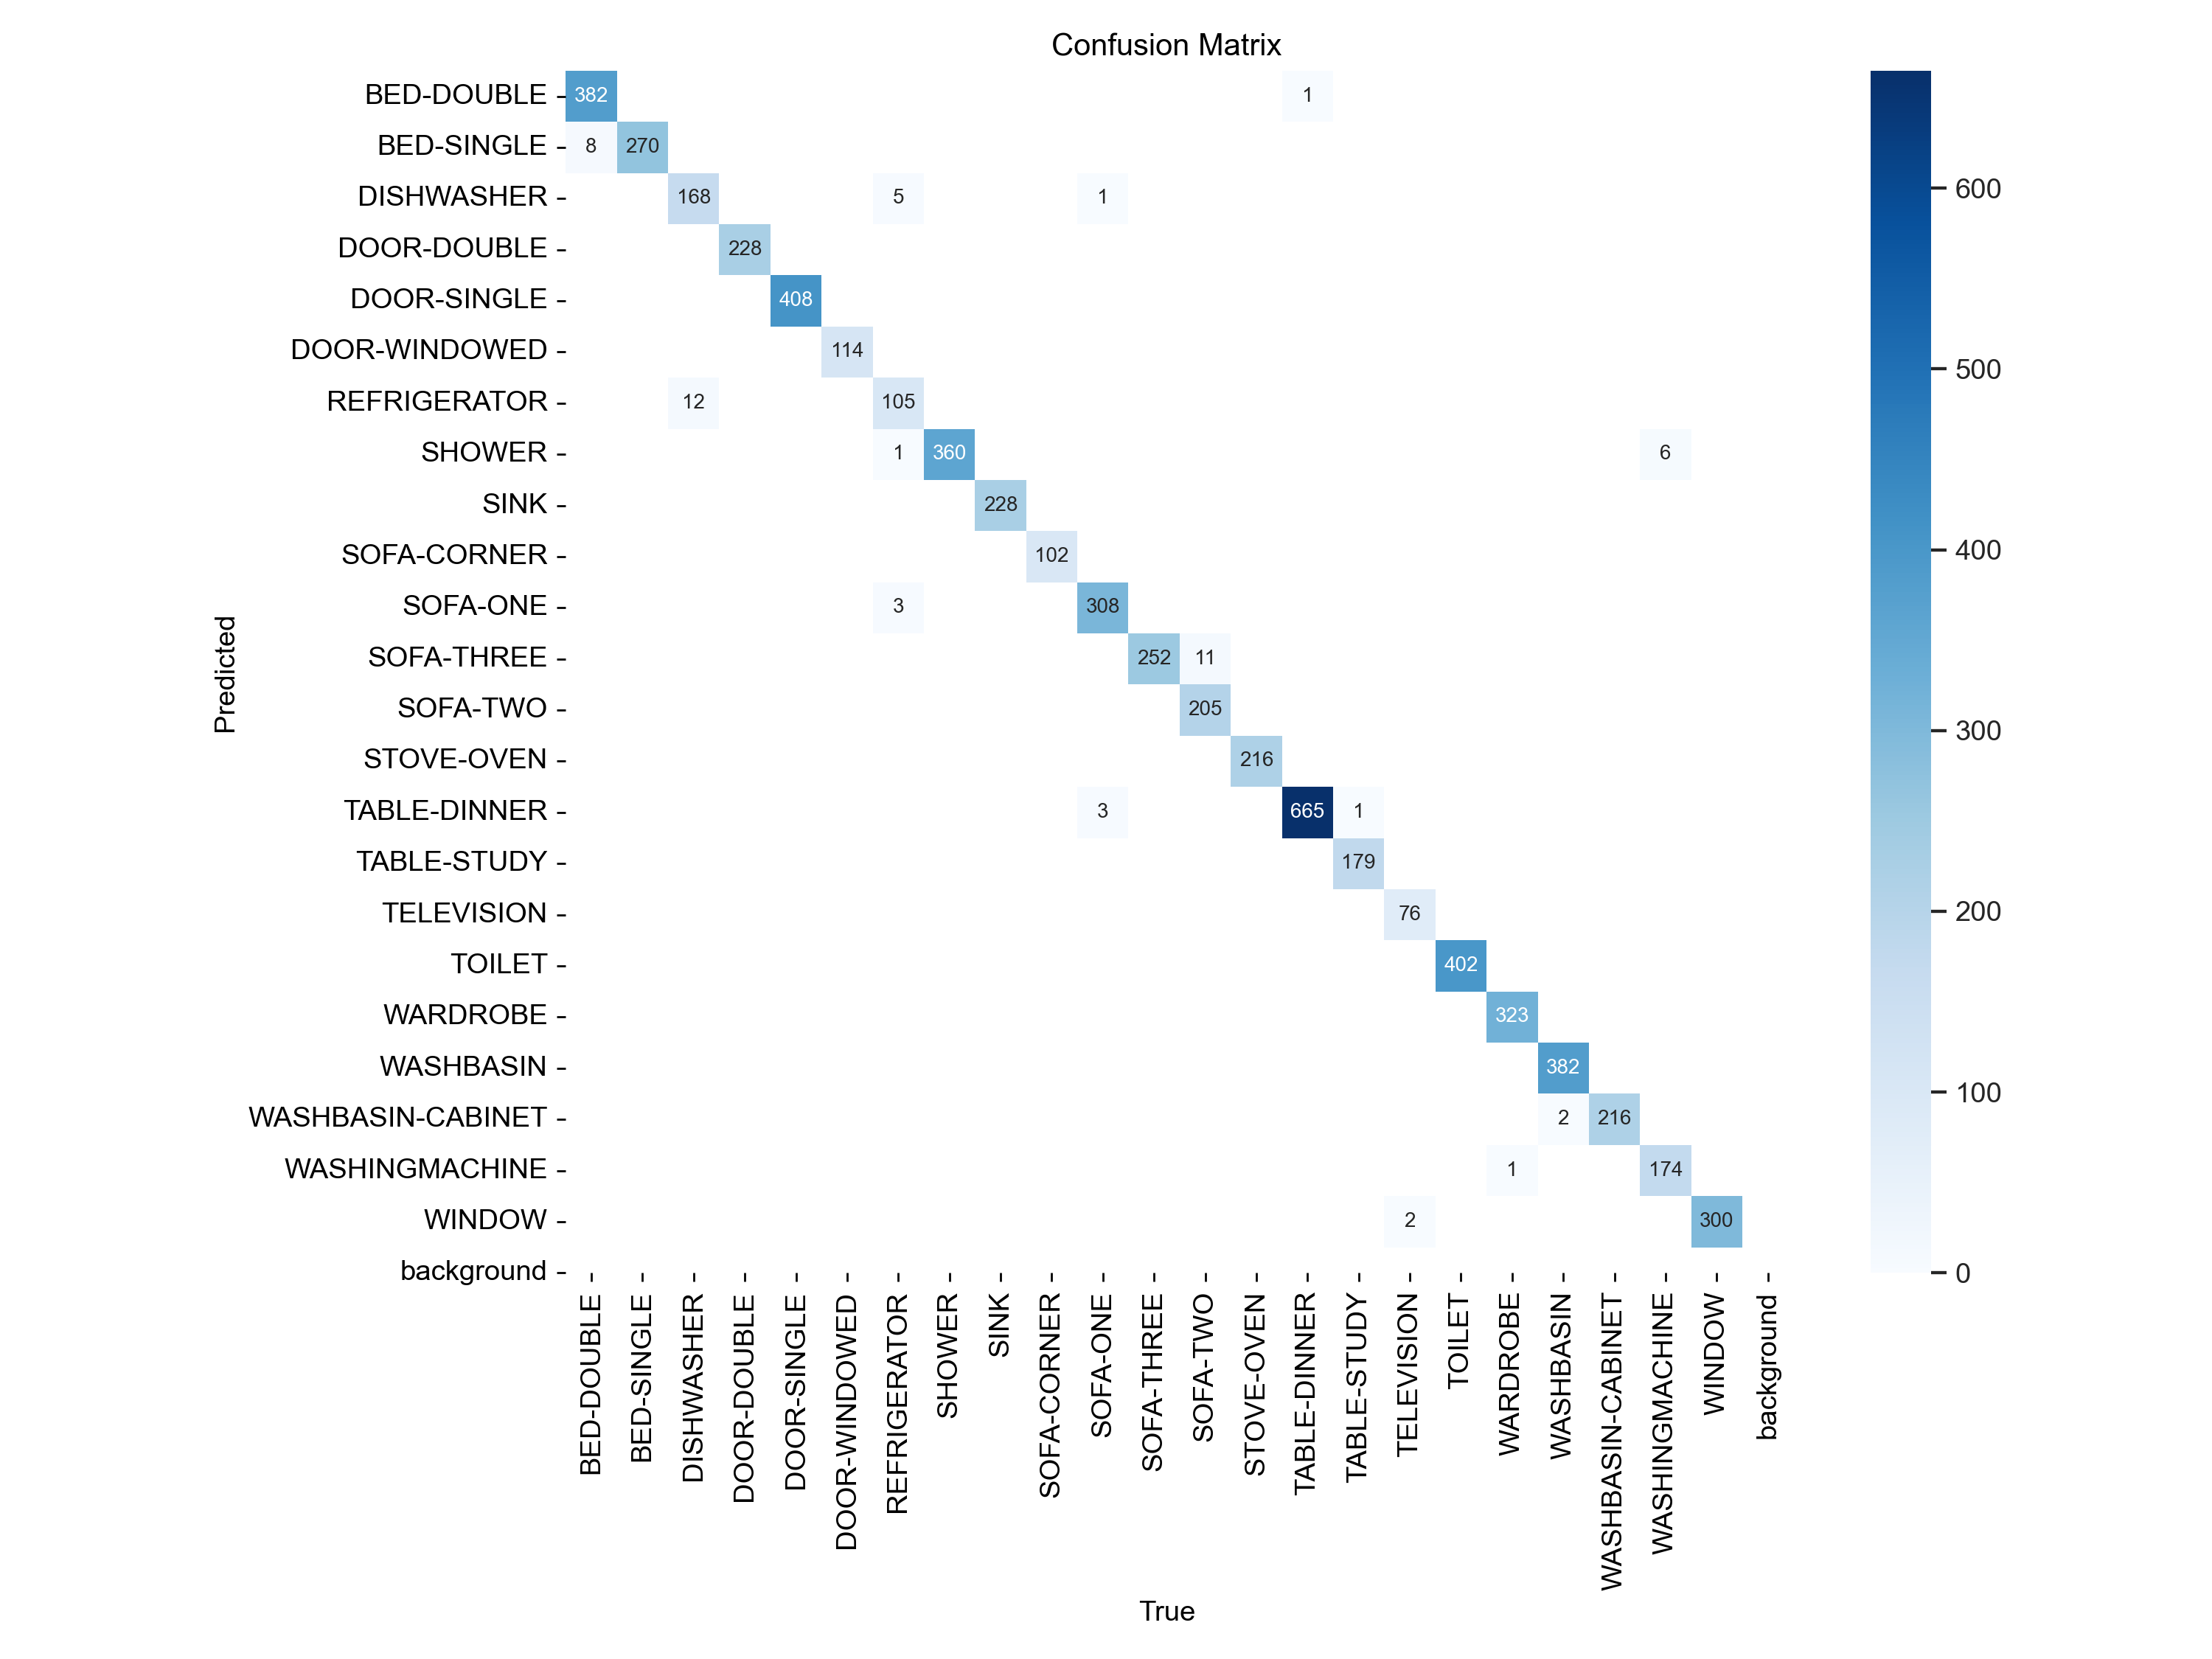 Confusion Matrix
BED-DOUBLE 382 1
BED-SINGLE 8 270
DISHWASHER 168 5 1
DOOR-DOUBLE 228
DOOR-SINGLE 408
DOOR-WINDOWED 114
REFRIGERATOR 12 105
SHOWER 1 360 6
SINK 228
SOFA-CORNER 102
SOFA-ONE 3 308
SOFA-THREE 252 11
SOFA-TWO 205
STOVE-OVEN 216
TABLE-DINNER 3 665 1
TABLE-STUDY 179
TELEVISION 76
TOILET 402
WARDROBE 323
WASHBASIN 382
WASHBASIN-CABINET 2 216
WASHINGMACHINE 1 174
WINDOW 2 300
background
Predicted
BED-DOUBLE
BED-SINGLE
DISHWASHER
DOOR-DOUBLE
DOOR-SINGLE
DOOR-WINDOWED
REFRIGERATOR
SHOWER
SINK
SOFA-CORNER
SOFA-ONE
SOFA-THREE
SOFA-TWO
STOVE-OVEN
TABLE-DINNER
TABLE-STUDY
TELEVISION
TOILET
WARDROBE
WASHBASIN
WASHBASIN-CABINET
WASHINGMACHINE
WINDOW
background
True
600
500
400
300
200
100
0